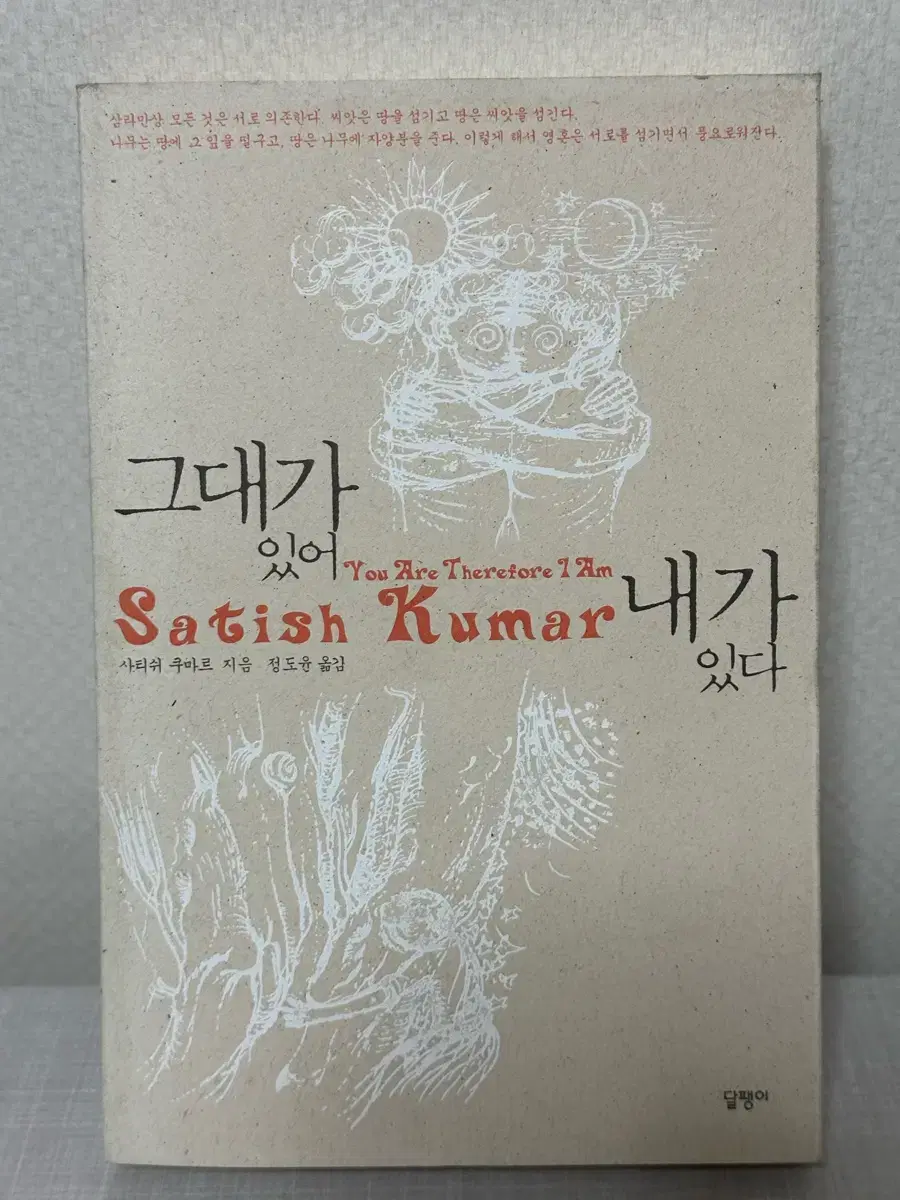 '삼라만상 모든 것은 서로 의존한다'. 씨앗은 땅을 섬기고 땅은 씨앗을 섬긴다.
나무는 땅에 그 잎을 떨구고, 땅은 나무에 자양분을 준다. 이렇게 해서 영혼은 서로를 섬기면서 풍요로워진다.
그대가
있어
You Are Therefore I Am
Satish Kumar
내가
있다
사티쉬 쿠마르 지음 정도윤 옮김
달팽이